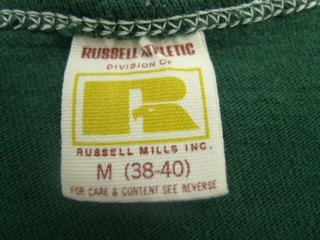 RUSSELL ATHLETIC
DIVISION OF
R
RUSSELL MILLS INC.
M (38-40)
FOR CARE & CONTENT SEE REVERSE